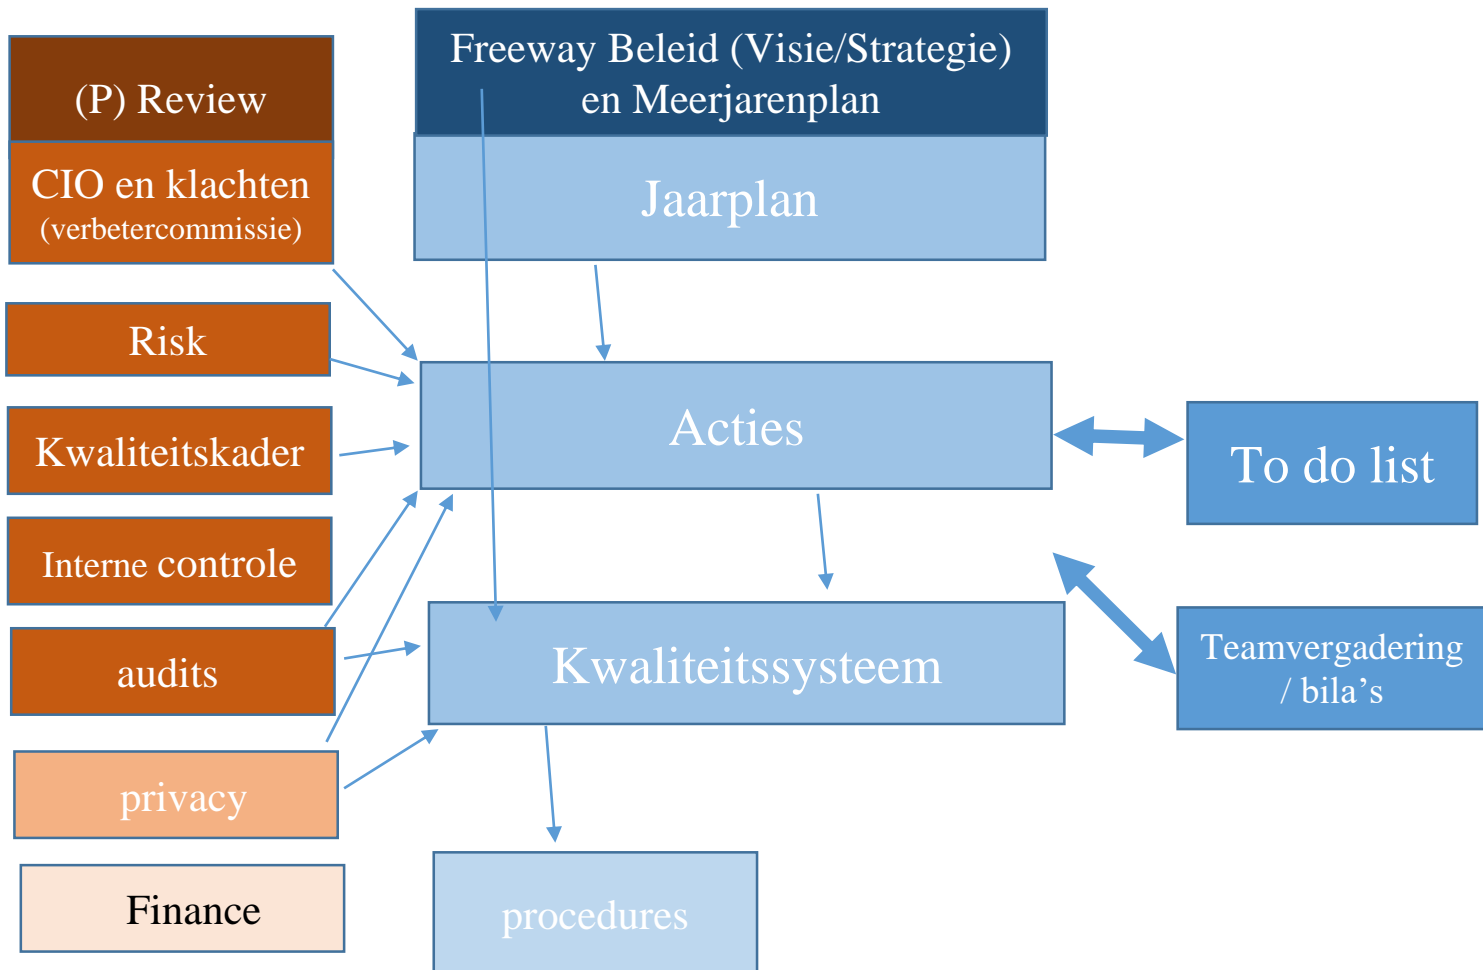 (P) Review
CIO en klachten
(verbetercommissie)
Risk
Kwaliteitskader
Interne controle
audits
privacy
Finance
Freeway Beleid (Visie/Strategie)
en Meerjarenplan
Jaarplan
Acties
Kwaliteitssysteem
procedures
To do list
Teamvergadering
/ bila’s